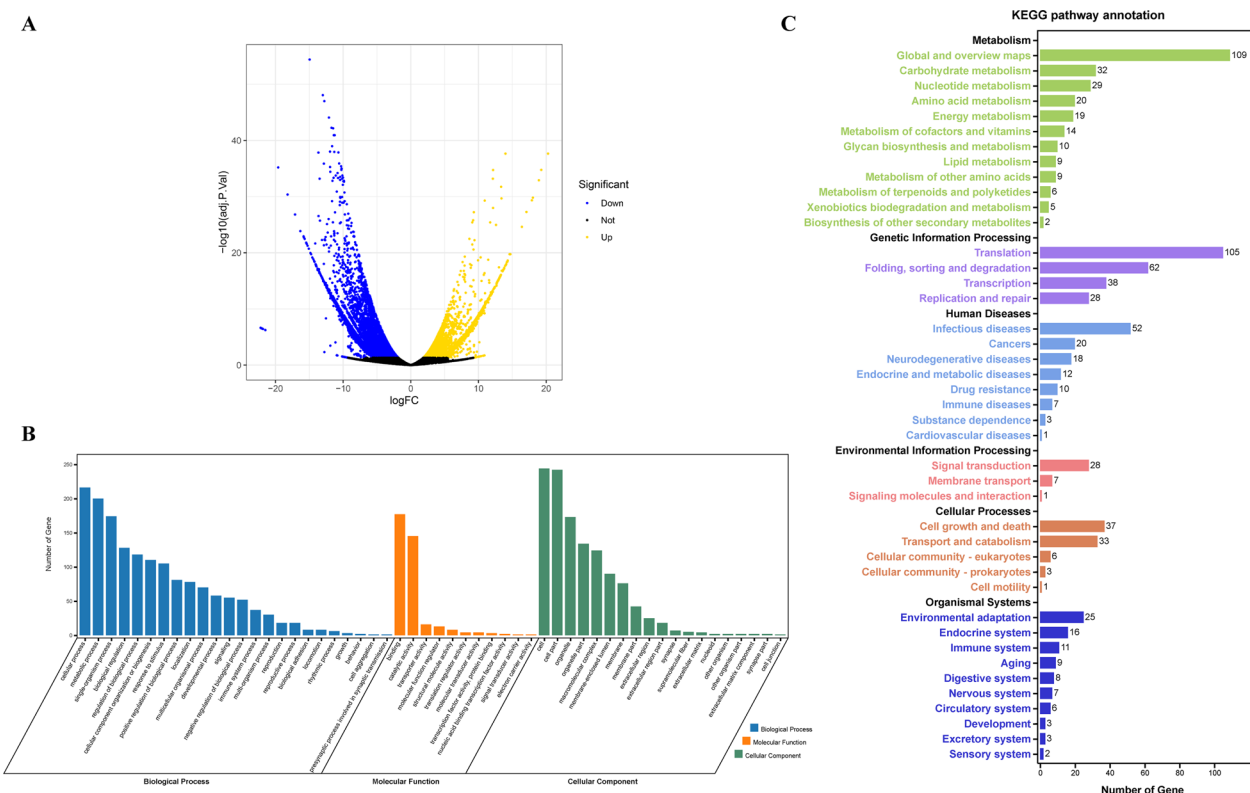 A
−log10(adj.P.Val)
40
20
0
−20
−10
0
10
20
logFC
Significant
Down
Not
Up
B
Number of Gene
250
200
150
100
50
0
cellular process
metabolic process
single-organism process
biological regulation
regulation of biological process
cellular component organization or biogenesis
response to stimulus
positive regulation of biological process
localization
multicellular organismal process
developmental process
signaling
negative regulation of biological process
immune system process
multi-organism process
reproduction
reproductive process
biological adhesion
locomotion
rhythmic process
growth
behavior
cell aggregation
presynaptic process involved in synaptic transmission
binding
catalytic activity
transporter activity
molecular function regulator
structural molecule activity
translation regulator activity
molecular transducer activity
transcription factor activity, protein binding
nucleic acid binding transcription factor activity
signal transducer activity
electron carrier activity
cell
cell part
organelle
organelle part
macromolecular complex
membrane-enclosed lumen
membrane
membrane part
extracellular region
extracellular region part
synapse
supramolecular fiber
extracellular matrix
nucleoid
other organism
other organism part
extracellular matrix component
synapse part
cell junction
Biological Process
Molecular Function
Cellular Component
Biological Process
Molecular Function
Cellular Component
C
KEGG pathway annotation
Metabolism
Global and overview maps 109
Carbohydrate metabolism 32
Nucleotide metabolism 29
Amino acid metabolism 20
Energy metabolism 19
Metabolism of cofactors and vitamins 14
Glycan biosynthesis and metabolism 10
Lipid metabolism 9
Metabolism of other amino acids 9
Metabolism of terpenoids and polyketides 6
Xenobiotics biodegradation and metabolism 5
Biosynthesis of other secondary metabolites 2
Genetic Information Processing
Translation 105
Folding, sorting and degradation 62
Transcription 38
Replication and repair 28
Human Diseases
Infectious diseases 52
Cancers 20
Neurodegenerative diseases 18
Endocrine and metabolic diseases 12
Drug resistance 10
Immune diseases 7
Substance dependence 3
Cardiovascular diseases 1
Environmental Information Processing
Signal transduction 28
Membrane transport 7
Signaling molecules and interaction 1
Cellular Processes
Cell growth and death 37
Transport and catabolism 33
Cellular community - eukaryotes 6
Cellular community - prokaryotes 3
Cell motility 1
Organismal Systems
Environmental adaptation 25
Endocrine system 16
Immune system 11
Aging 9
Digestive system 8
Nervous system 7
Circulatory system 6
Development 3
Excretory system 3
Sensory system 2
0 20 40 60 80 100
Number of Gene